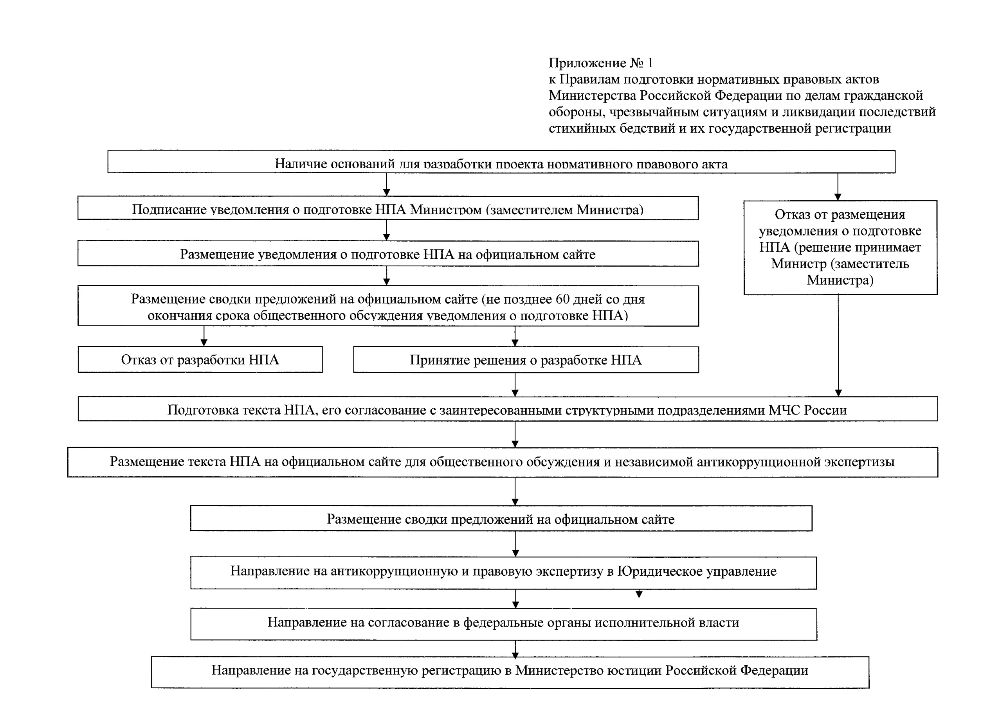 Приложение № 1
к Правилам подготовки нормативных правовых актов
Министерства Российской Федерации по делам гражданской
обороны, чрезвычайным ситуациям и ликвидации последствий
стихийных бедствий и их государственной регистрации
Наличие оснований для разработки проекта нормативного правового акта
Подписание уведомления о подготовке НПА Министром (заместителем Министра)
Отказ от размещения
уведомления о подготовке
НПА (решение принимает
Министр (заместитель
Министра)
Размещение уведомления о подготовке НПА на официальном сайте
Размещение сводки предложений на официальном сайте (не позднее 60 дней со дня
окончания срока общественного обсуждения уведомления о подготовке НПА)
Отказ от разработки НПА
Принятие решения о разработке НПА
Подготовка текста НПА, его согласование с заинтересованными структурными подразделениями МЧС России
Размещение текста НПА на официальном сайте для общественного обсуждения и независимой антикоррупционной экспертизы
Размещение сводки предложений на официальном сайте
Направление на антикоррупционную и правовую экспертизу в Юридическое управление
Направление на согласование в федеральные органы исполнительной власти
Направление на государственную регистрацию в Министерство юстиции Российской Федерации